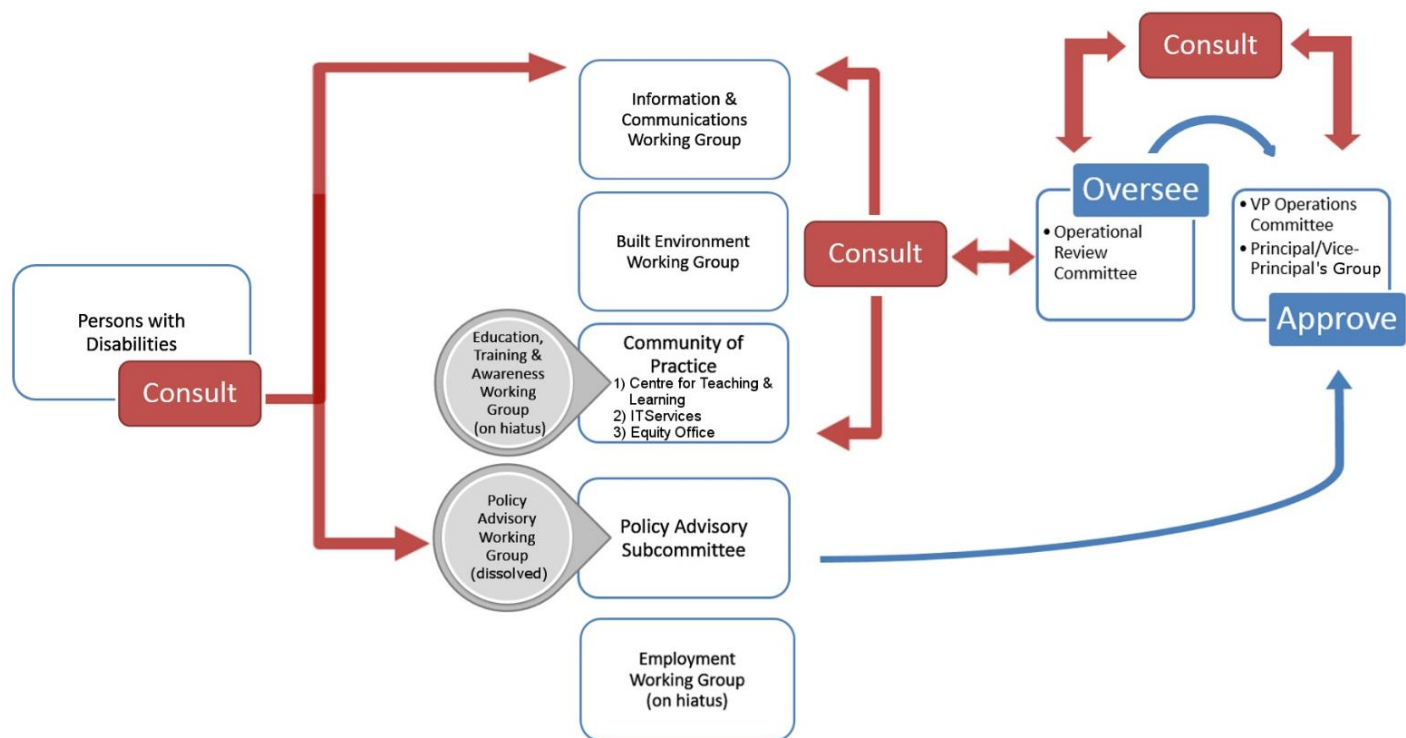 Consult
Information &
Communications
Working Group
Oversee
• Operational
Review
Committee
• VP Operations
Committee
• Principal/Vice-
Principal's Group
Approve
Built Environment
Working Group
Consult
Persons with
Disabilities
Consult
Education,
Training &
Awareness
Working
Group
(on hiatus)
Community of
Practice
1) Centre for Teaching &
Learning
2) ITServices
3) Equity Office
Policy
Advisory
Working
Group
(dissolved)
Policy Advisory
Subcommittee
Employment
Working Group
(on hiatus)